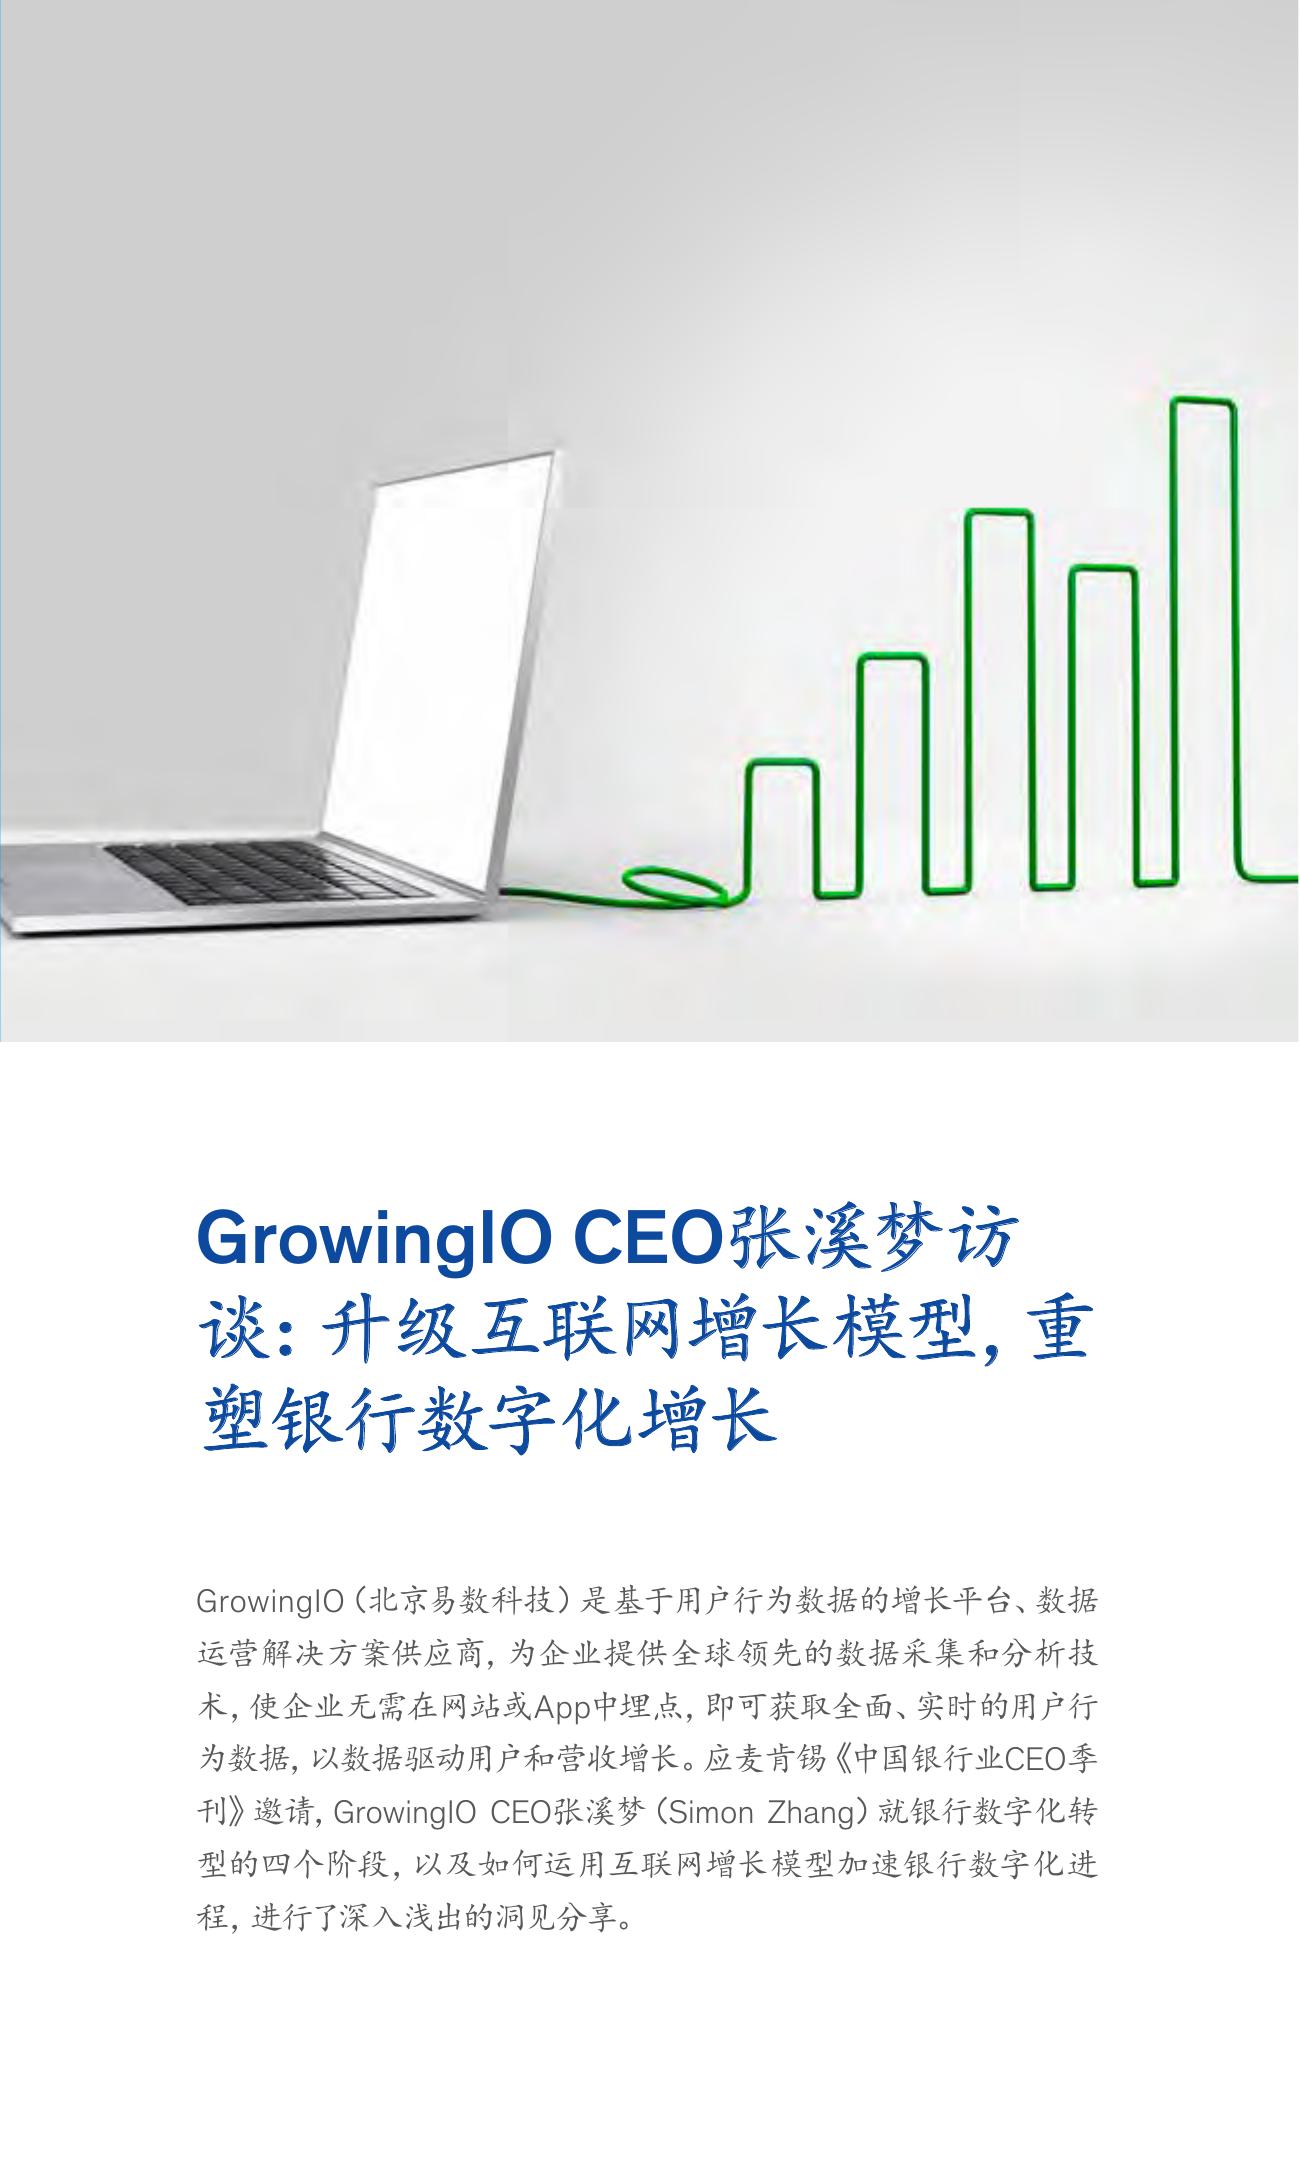 GrowingIO CEO张溪梦访
谈：升级互联网增长模型，重
塑银行数字化增长
GrowingIO（北京易数科技）是基于用户行为数据的增长平台、数据
运营解决方案供应商，为企业提供全球领先的数据采集和分析技
术，使企业无需在网站或App中埋点，即可获取全面、实时的用户行
为数据，以数据驱动用户和营收增长。应麦肯锡《中国银行业CEO季
刊》邀请，GrowingIO CEO张溪梦（Simon Zhang）就银行数字化转
型的四个阶段，以及如何运用互联网增长模型加速银行数字化进
程，进行了深入浅出的洞见分享。